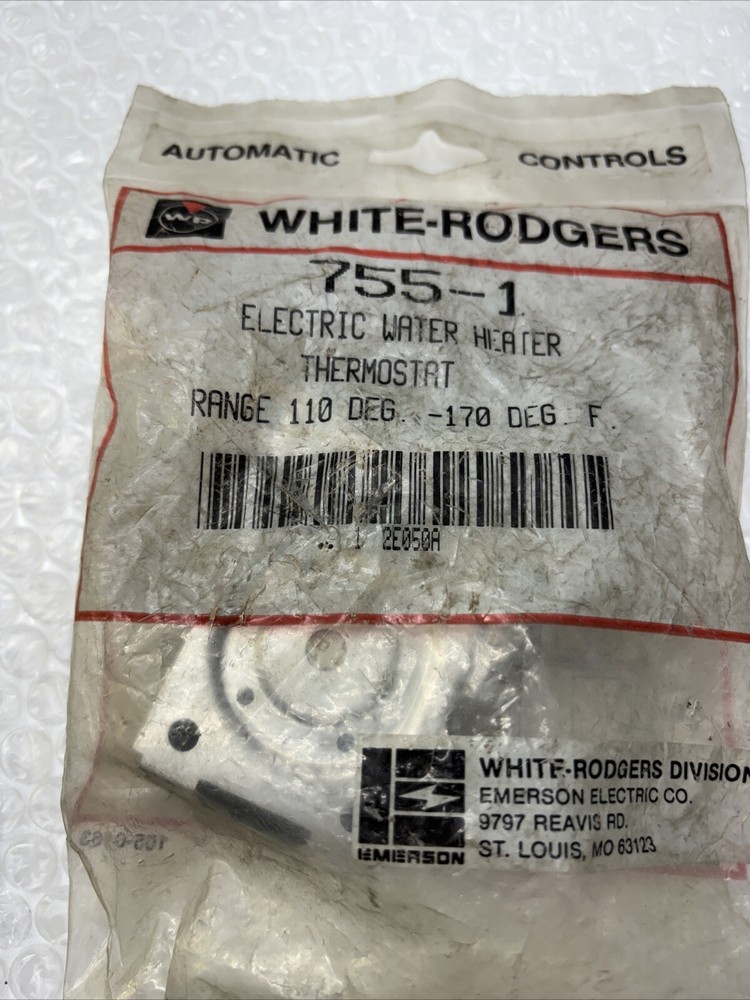 AUTOMATIC CONTROLS
WR WHITE-RODGERS
755-1
ELECTRIC WATER HEATER
THERMOSTAT
RANGE 110 DEG. -170 DEG. F.
2E050A
WHITE-RODGERS DIVISION
EMERSON ELECTRIC CO.
9797 REAVIS RD.
ST. LOUIS, MO 63123
EMERSON